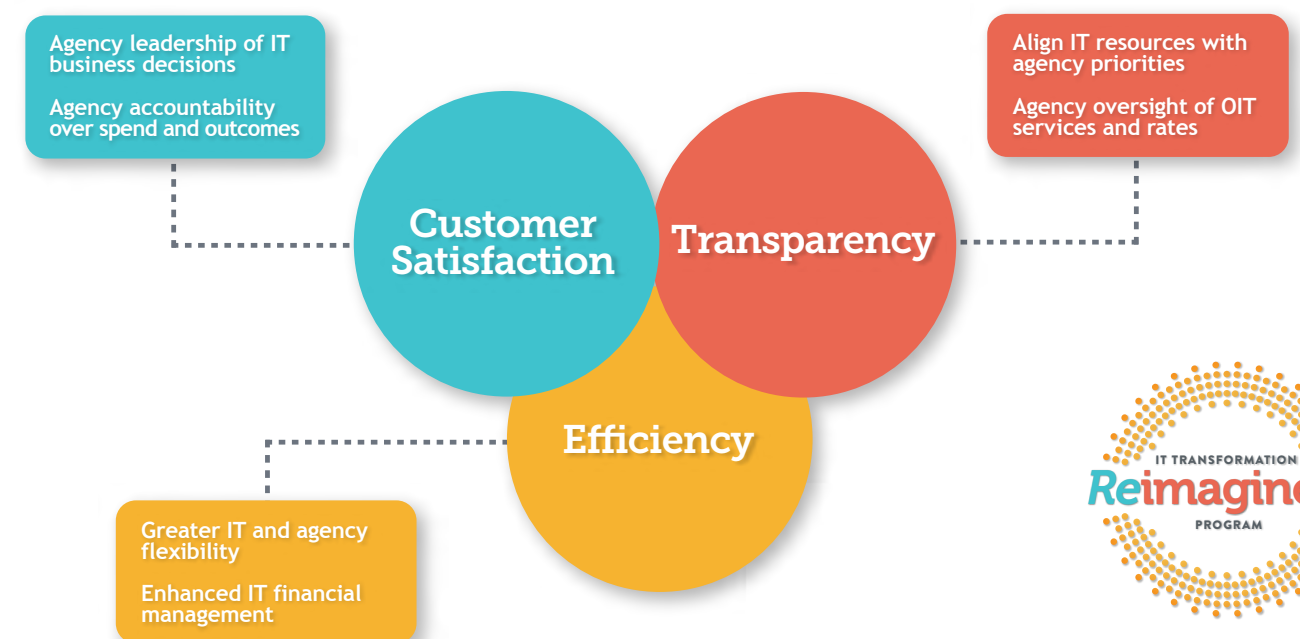 Agency leadership of IT
business decisions
Agency accountability
over spend and outcomes
Align IT resources with
agency priorities
Agency oversight of OIT
services and rates
Customer
Satisfaction
Transparency
Efficiency
Greater IT and agency
flexibility
Enhanced IT financial
management
IT TRANSFORMATION
Reimagine
PROGRAM